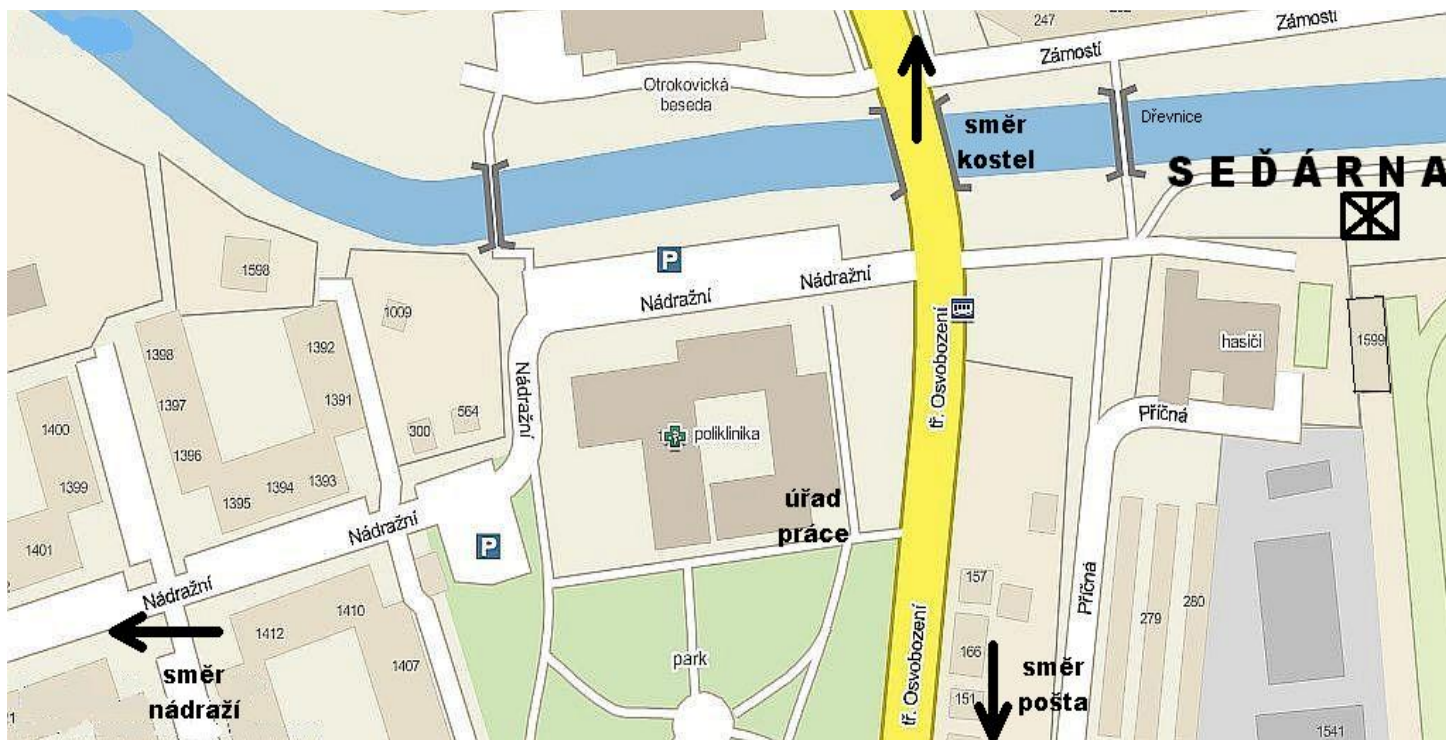 247
Zámostí
Zámostí
Otrokovická
beseda
směr
kostel
Dřevnice
SEĎÁRNA
P
Nádražní
Nádražní
1598
1009
tř. Osvobození
hasiči
1599
1398
1392
1397
1391
Nádražní
564
300
poliklinika
Příčná
1400
1396
1399
1395
1394
1393
úřad
práce
Nádražní
P
1401
157
Příčná
279
280
Nádražní
1410
1412
1407
směr
nádraží
park
tř. Osvobození
166
151
směr
pošta
1541